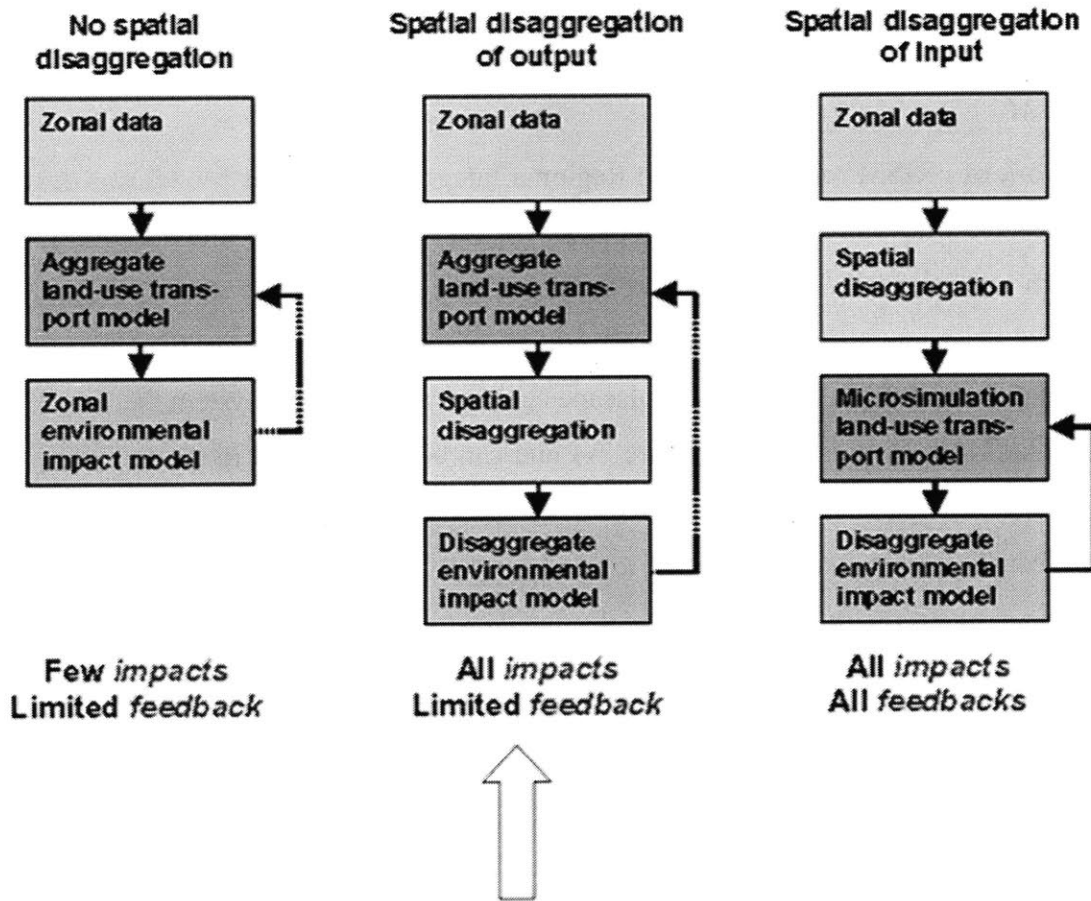 No spatial
disaggregation
Zonal data
Aggregate
land-use trans-
port model
Zonal
environmental
impact model
Few impacts
Limited feedback
Spatial disaggregation
of output
Zonal data
Aggregate
land-use trans-
port model
Spatial
disaggregation
Disaggregate
environmental
impact model
All impacts
Limited feedback
Spatial disaggregation
of input
Zonal data
Spatial
disaggregation
Microsimulation
land-use trans-
port model
Disaggregate
environmental
impact model
All impacts
All feedbacks